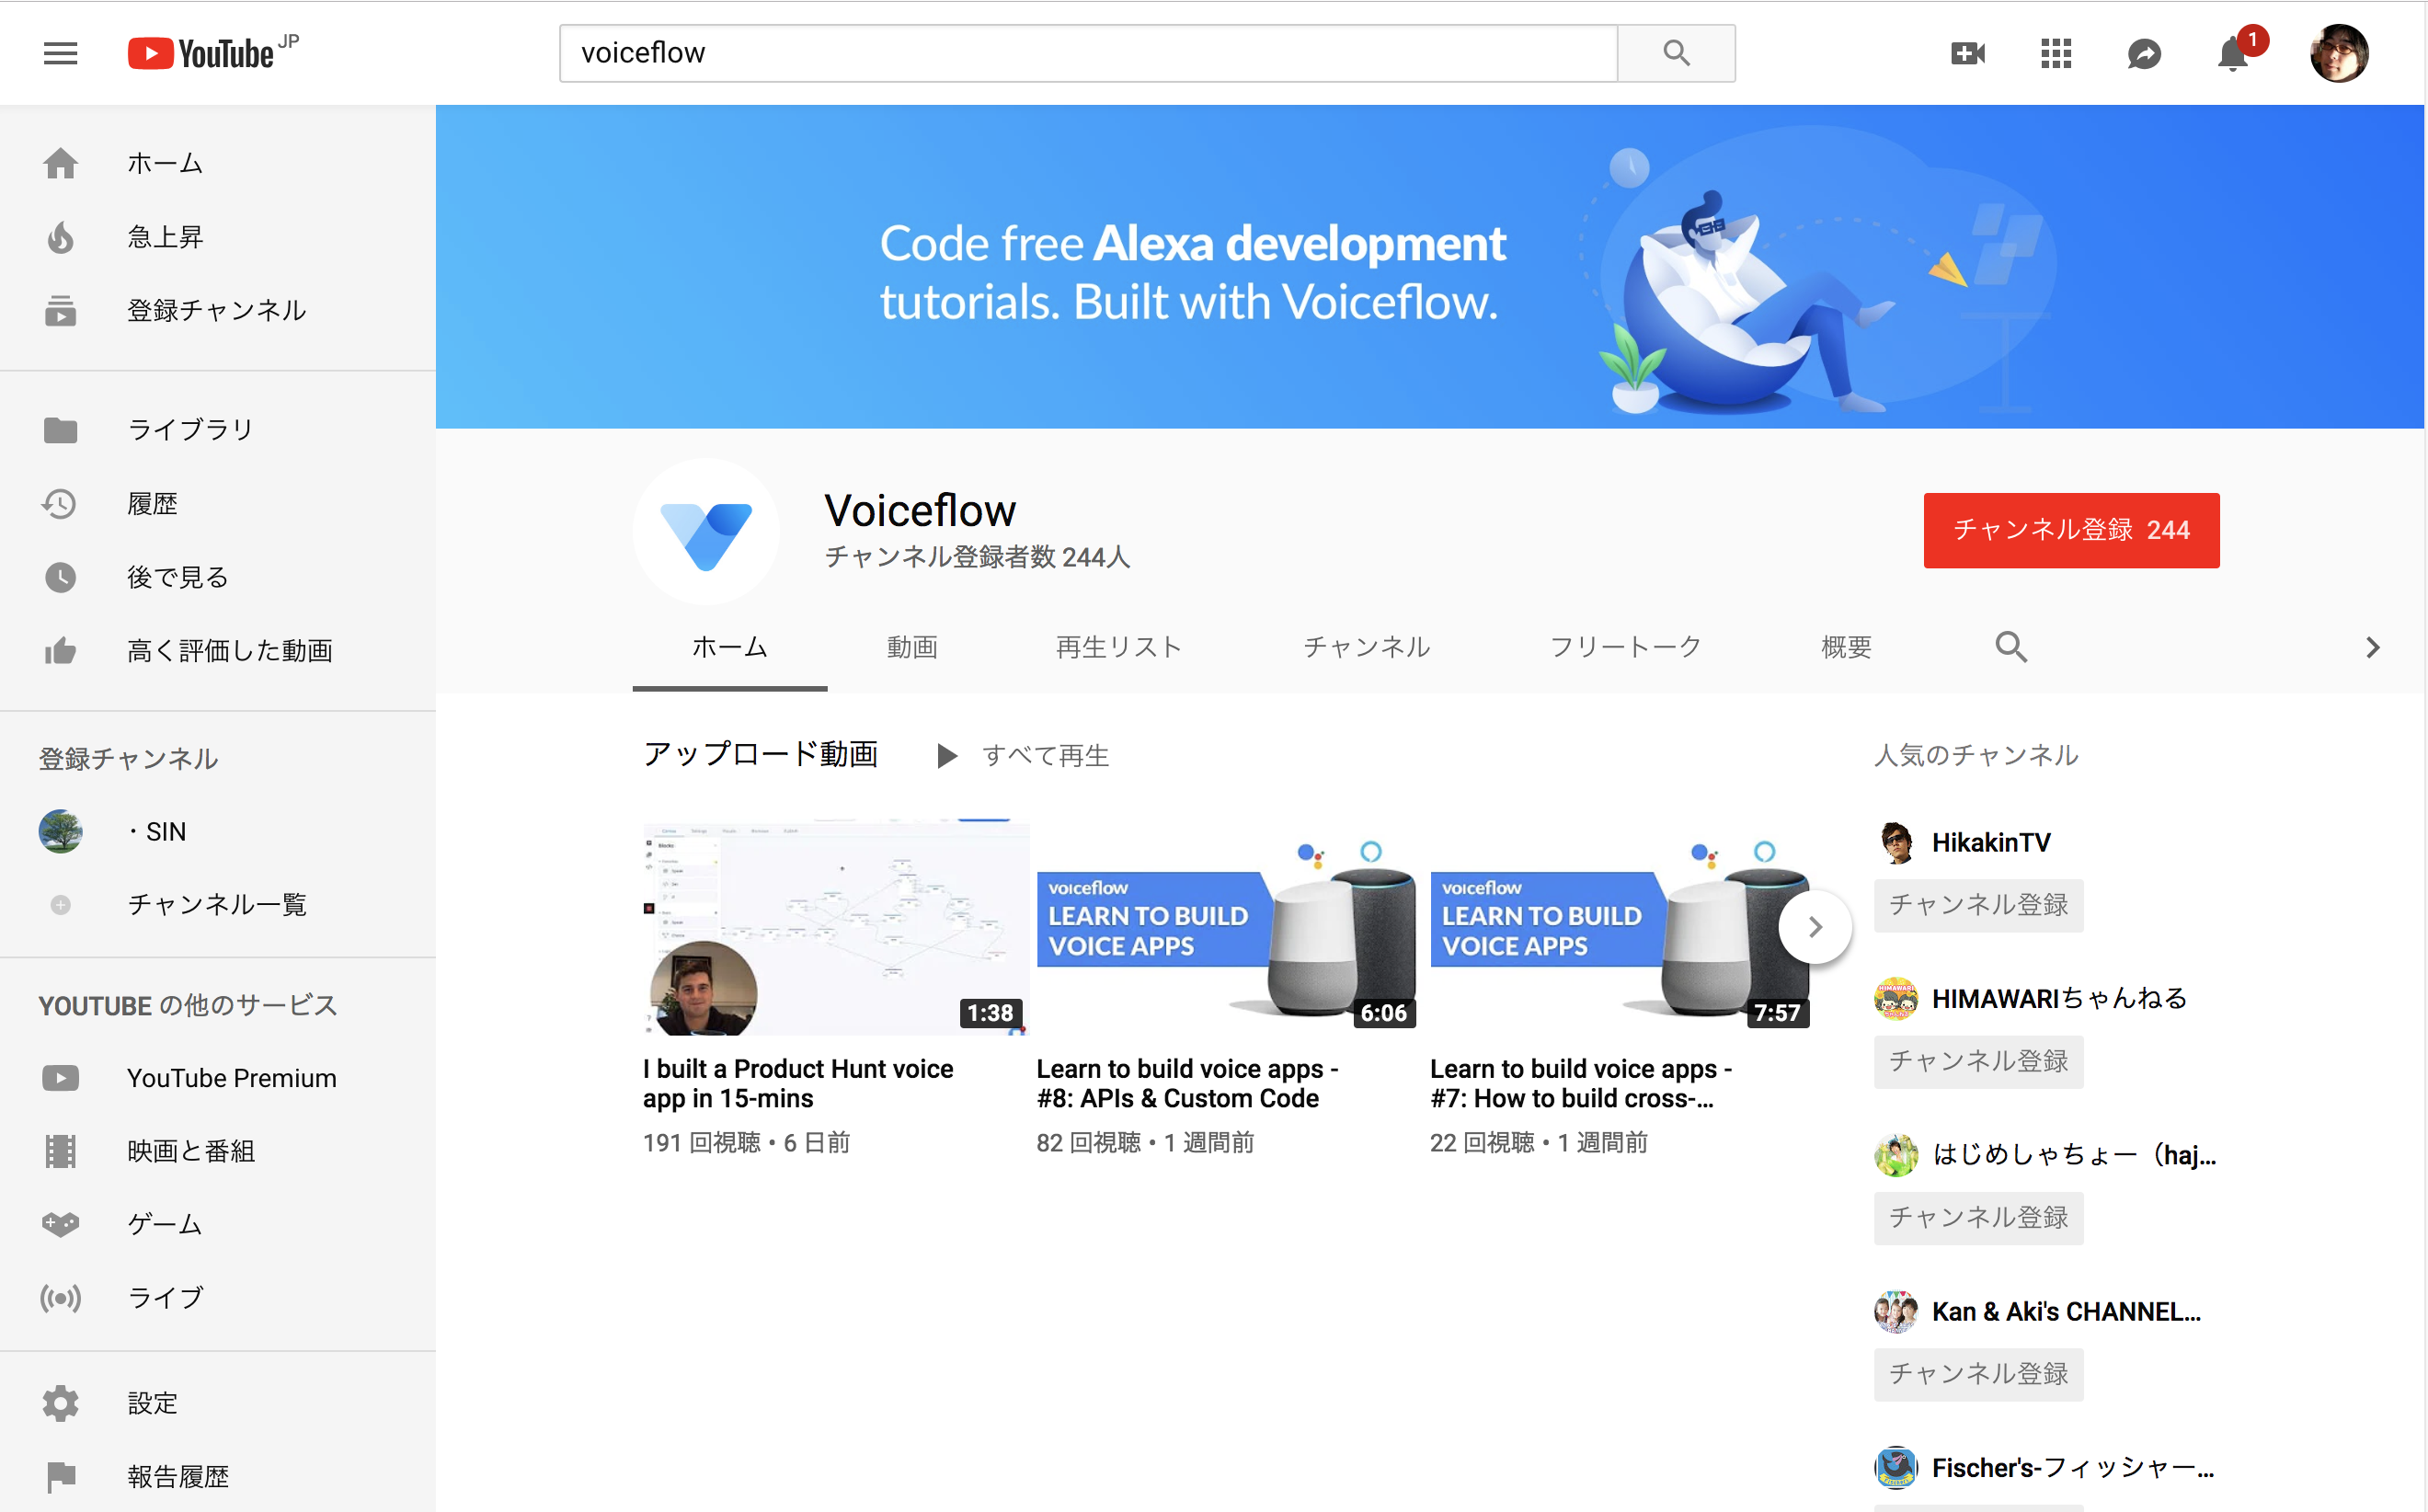 YouTube JP
voiceflow
1
ホーム
急上昇
登録チャンネル
ライブラリ
履歴
後で見る
高く評価した動画
登録チャンネル
・SIN
チャンネル一覧
YOUTUBE の他のサービス
YouTube Premium
映画と番組
ゲーム
ライブ
設定
報告履歴
Code free Alexa development
tutorials. Built with Voiceflow.
Voiceflow
チャンネル登録者数 244人
チャンネル登録 244
ホーム
動画
再生リスト
チャンネル
フリートーク
概要
アップロード動画
すべて再生
1:38
I built a Product Hunt voice
app in 15-mins
191 回視聴・6 日前
voiceflow
LEARN TO BUILD
VOICE APPS
6:06
Learn to build voice apps -
#8: APIs & Custom Code
82 回視聴・1 週間前
voiceflow
LEARN TO BUILD
VOICE APPS
7:57
Learn to build voice apps -
#7: How to build cross-...
22 回視聴・1 週間前
人気のチャンネル
HikakinTV
チャンネル登録
HIMAWARIちゃんねる
チャンネル登録
はじめしゃちょー（haj...
チャンネル登録
Kan & Aki's CHANNEL...
チャンネル登録
Fischer's-フィッシャー...